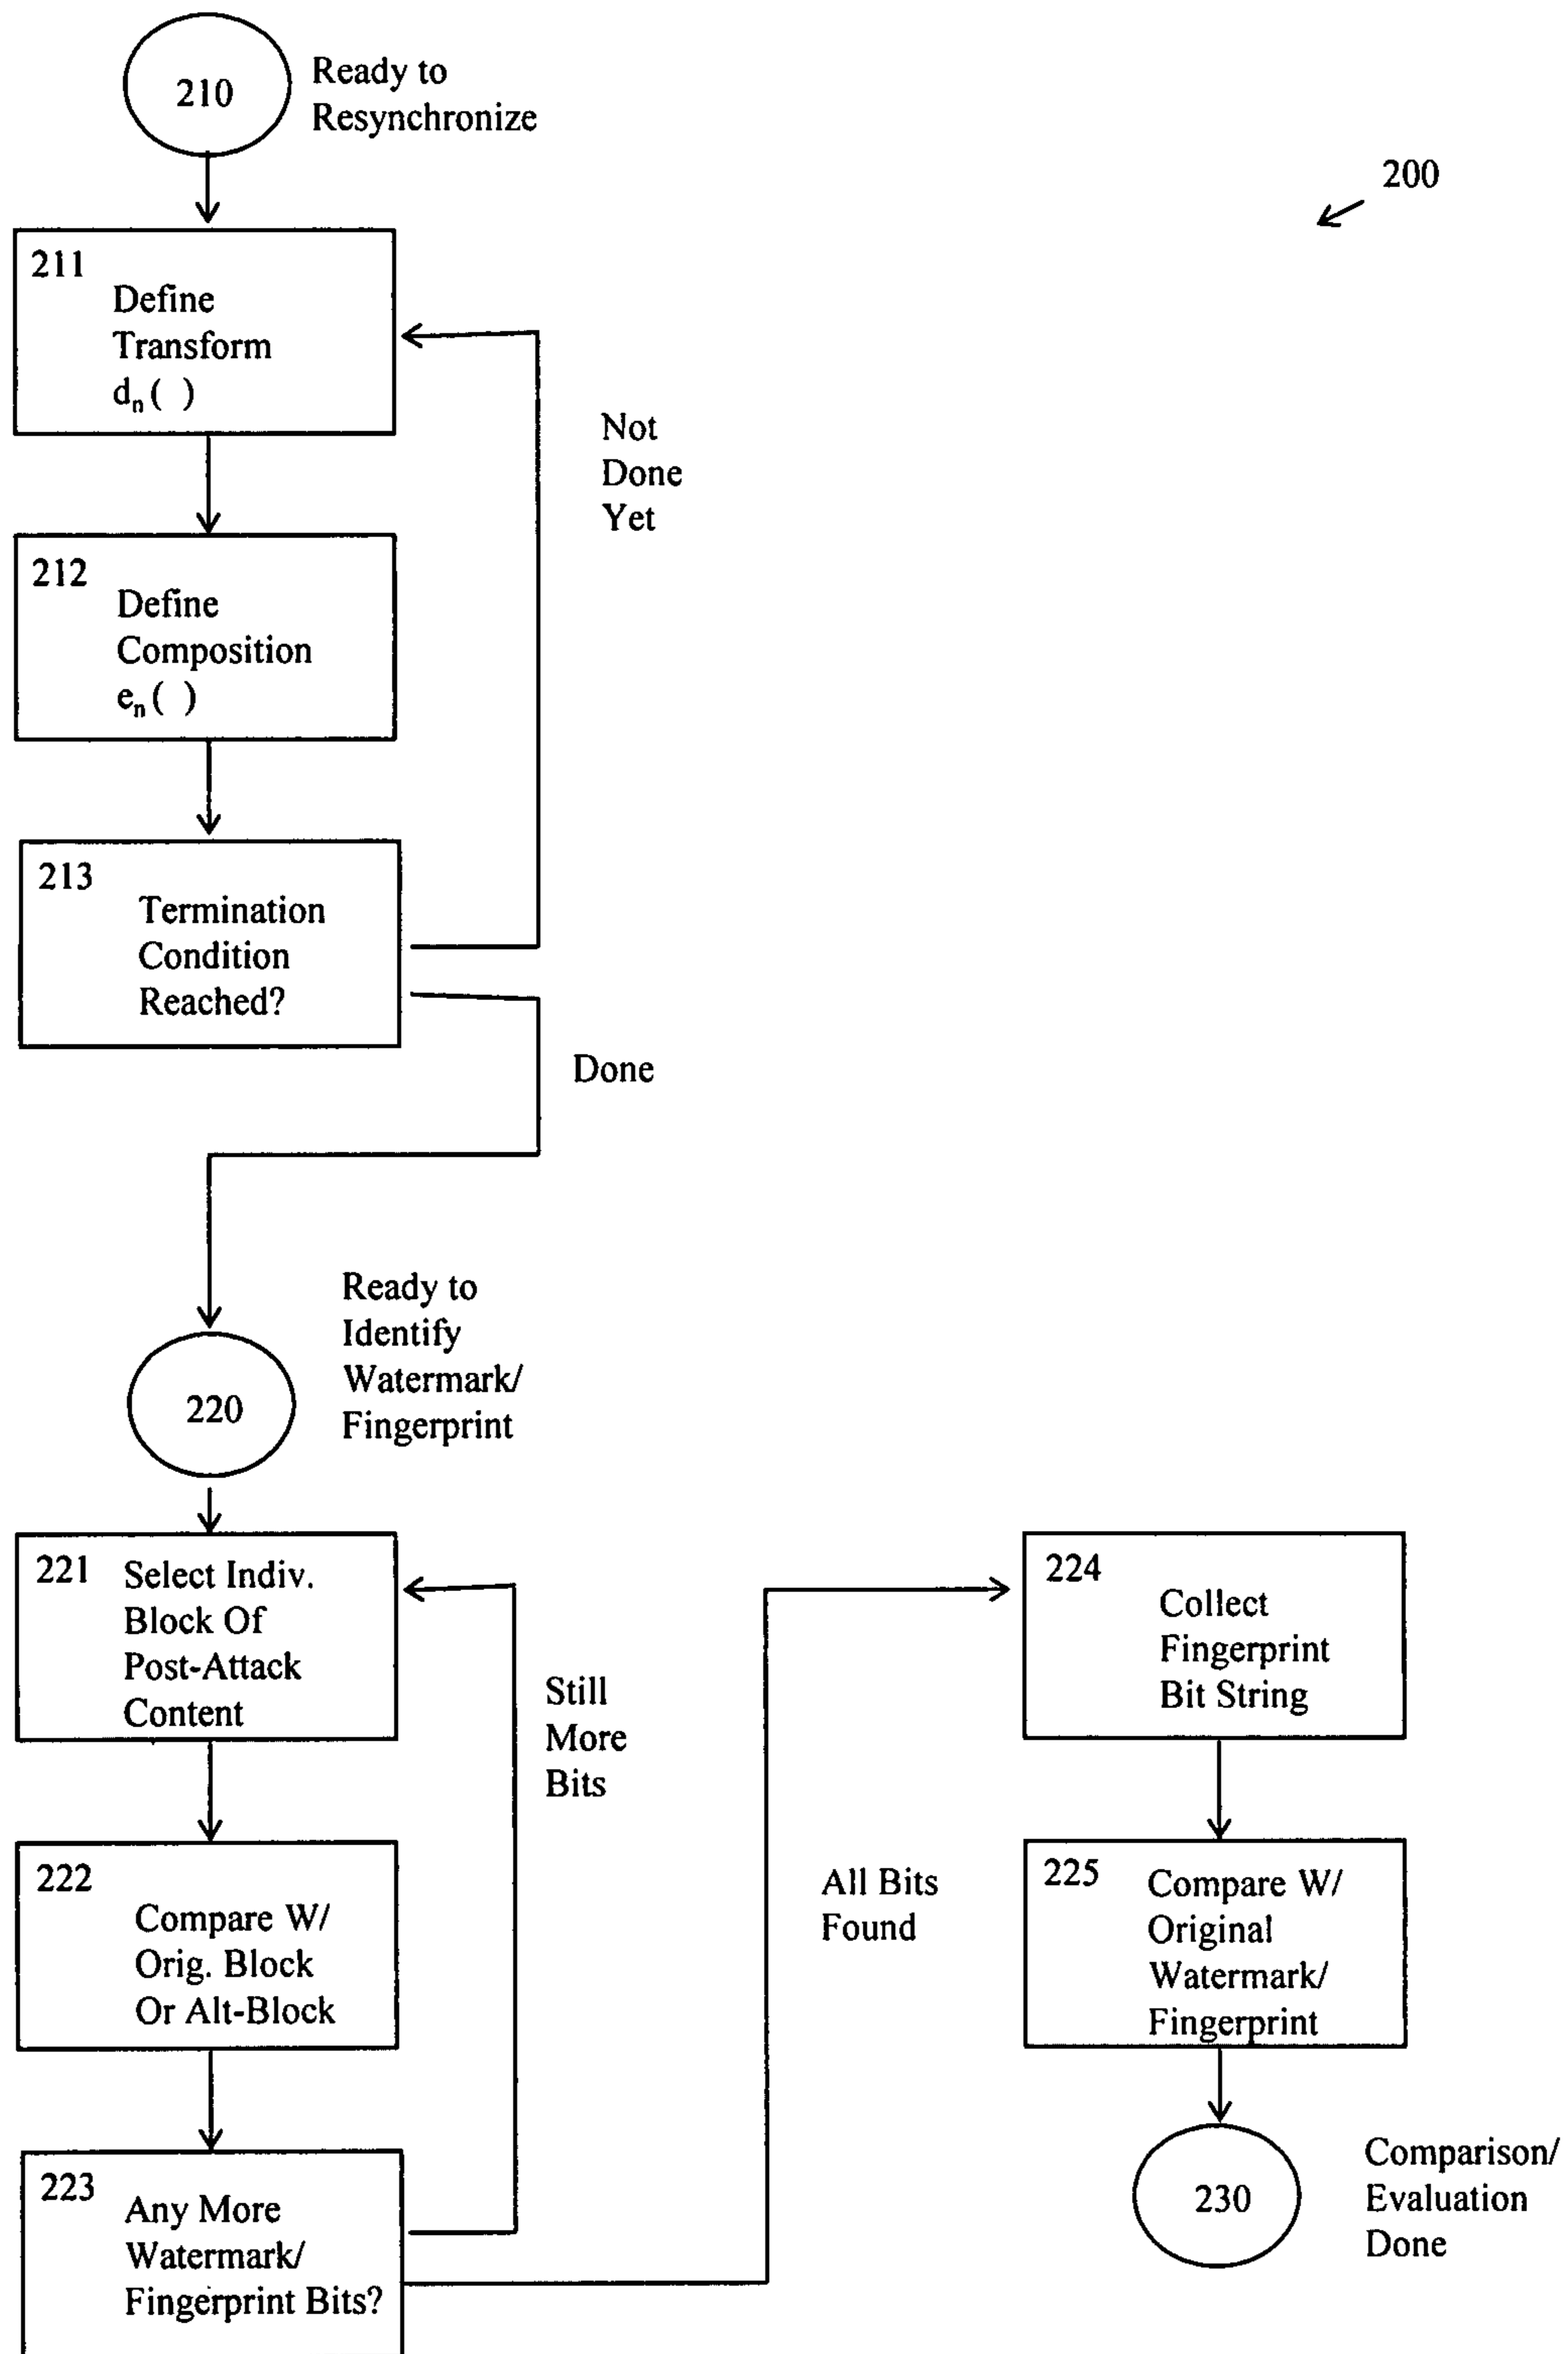 210
Ready to
Resynchronize
200
211
Define
Transform
dₙ( )
Not
Done
Yet
212
Define
Composition
eₙ( )
213
Termination
Condition
Reached?
Done
Ready to
Identify
Watermark/
Fingerprint
220
221 Select Indiv.
Block Of
Post-Attack
Content
Still
More
Bits
222
Compare W/
Orig. Block
Or Alt-Block
223
Any More
Watermark/
Fingerprint Bits?
All Bits
Found
224
Collect
Fingerprint
Bit String
225 Compare W/
Original
Watermark/
Fingerprint
230
Comparison/
Evaluation
Done